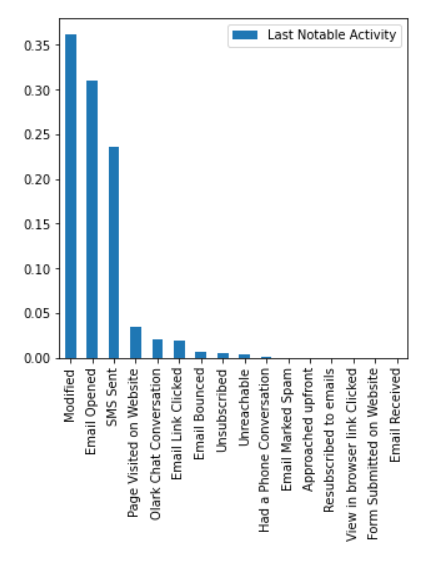 Last Notable Activity
0.35
0.30
0.25
0.20
0.15
0.10
0.05
0.00
Modified
Email Opened
SMS Sent
Page Visited on Website
Olark Chat Conversation
Email Link Clicked
Email Bounced
Unsubscribed
Unreachable
Had a Phone Conversation
Email Marked Spam
Approached upfront
Resubscribed to emails
View in browser link Clicked
Form Submitted on Website
Email Received